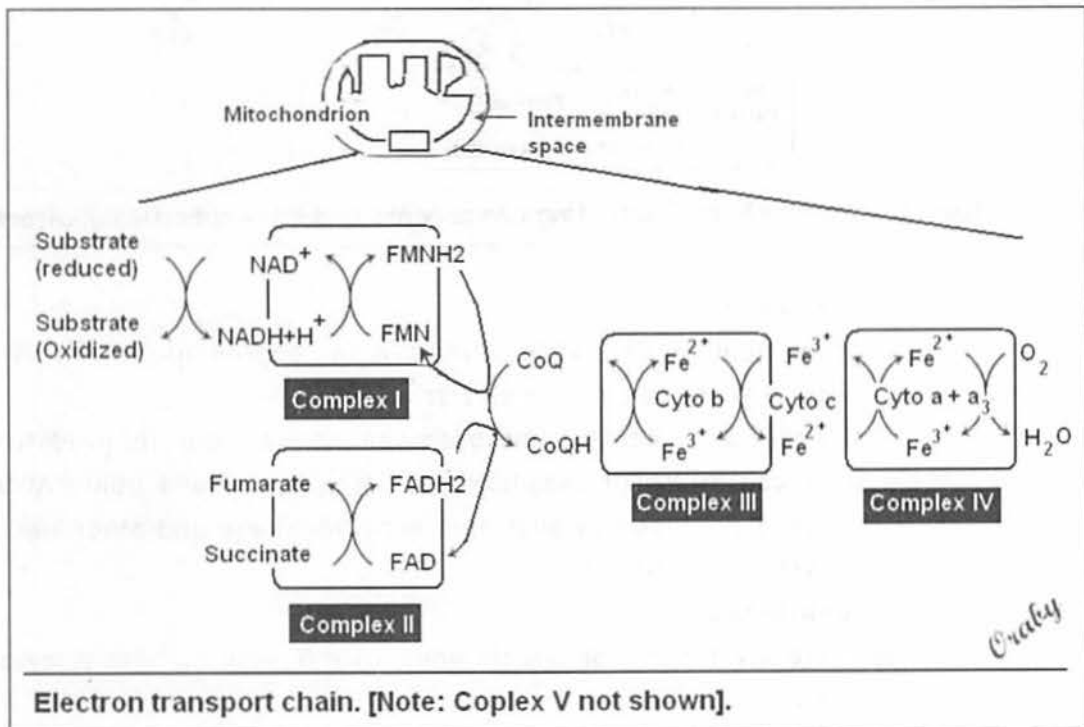 Mitochondrion
Intermembrane
space
Substrate
(reduced)
Substrate
(Oxidized)
NAD+
NADH+H+
FMNH2
FMN
Complex I
CoQ
CoQH
Fumarate
Succinate
FADH2
FAD
Complex II
Fe2+
Cyto b
Fe3+
Complex III
Fe3+
Cyto c
Fe2+
Fe2+
Cyto a + a3
Fe3+
Complex IV
O2
H2O
Oraby
Electron transport chain. [Note: Coplex V not shown].